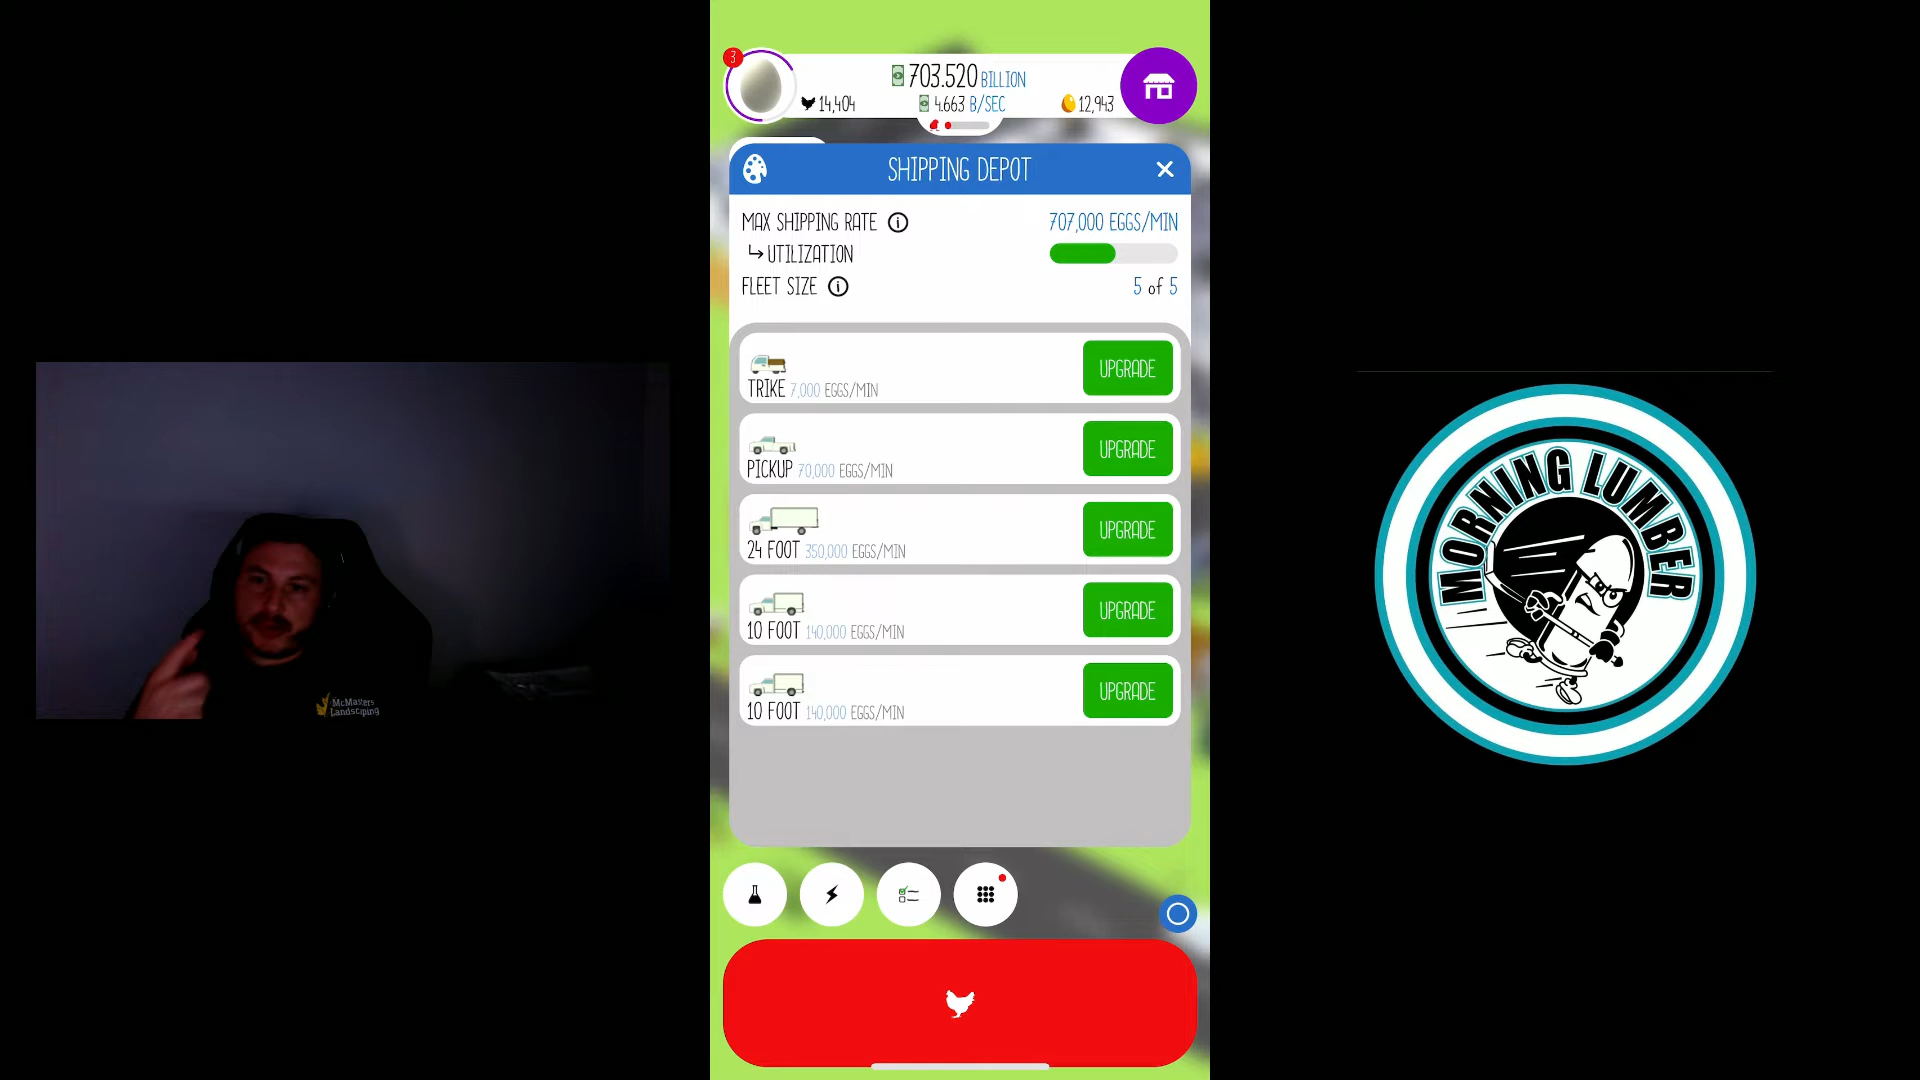 3
703.520 BILLION
14,404
4.663 B/SEC
12,943
SHIPPING DEPOT
MAX SHIPPING RATE
707,000 EGGS/MIN
UTILIZATION
FLEET SIZE
5 of 5
TRIKE 7,000 EGGS/MIN
UPGRADE
PICKUP 70,000 EGGS/MIN
UPGRADE
24 FOOT 350,000 EGGS/MIN
UPGRADE
10 FOOT 140,000 EGGS/MIN
UPGRADE
10 FOOT 140,000 EGGS/MIN
UPGRADE
McMasters
Landscaping
MORNING LUMBER